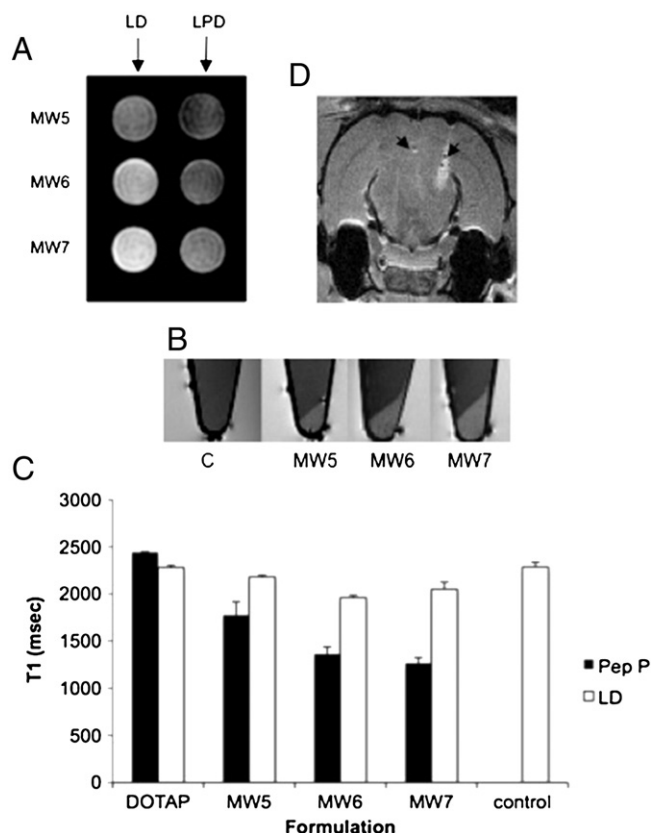 A
LD LPD
MW5
MW6
MW7
D
B
C MW5 MW6 MW7
C
3000
2500
2000
1500
1000
500
0
T1 (msec)
DOTAP MW5 MW6 MW7 control
Formulation
Pep P
LD